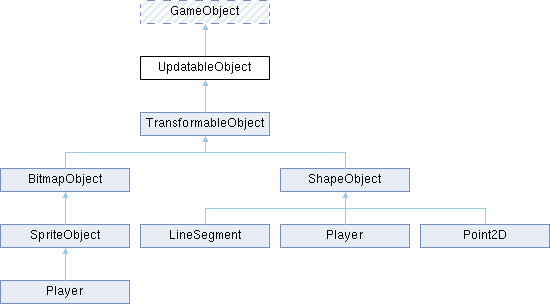 GameObject
UpdatableObject
TransformableObject
BitmapObject
ShapeObject
SpriteObject
LineSegment
Player
Point2D
Player